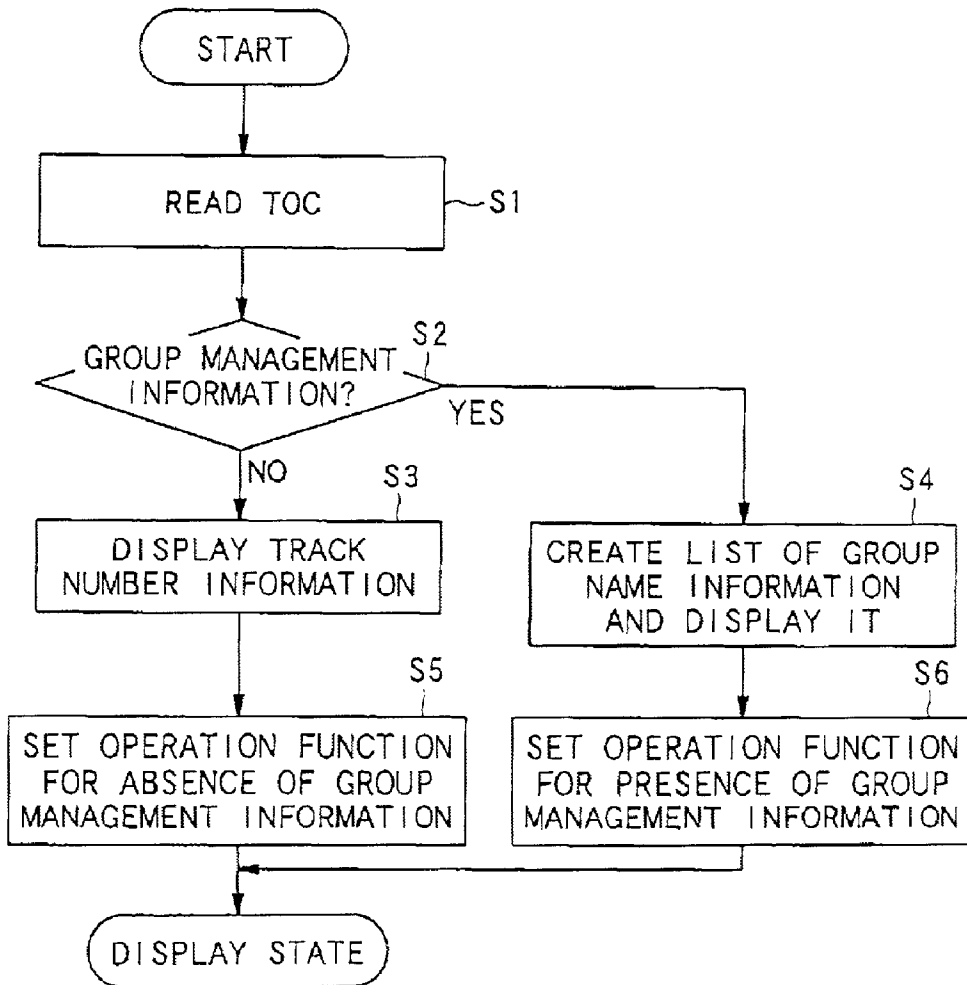 START
READ TOC
S1
S2
GROUP MANAGEMENT
INFORMATION?
YES
NO
S3
DISPLAY TRACK
NUMBER INFORMATION
S4
CREATE LIST OF GROUP
NAME INFORMATION
AND DISPLAY IT
S5
SET OPERATION FUNCTION
FOR ABSENCE OF GROUP
MANAGEMENT INFORMATION
S6
SET OPERATION FUNCTION
FOR PRESENCE OF GROUP
MANAGEMENT INFORMATION
DISPLAY STATE